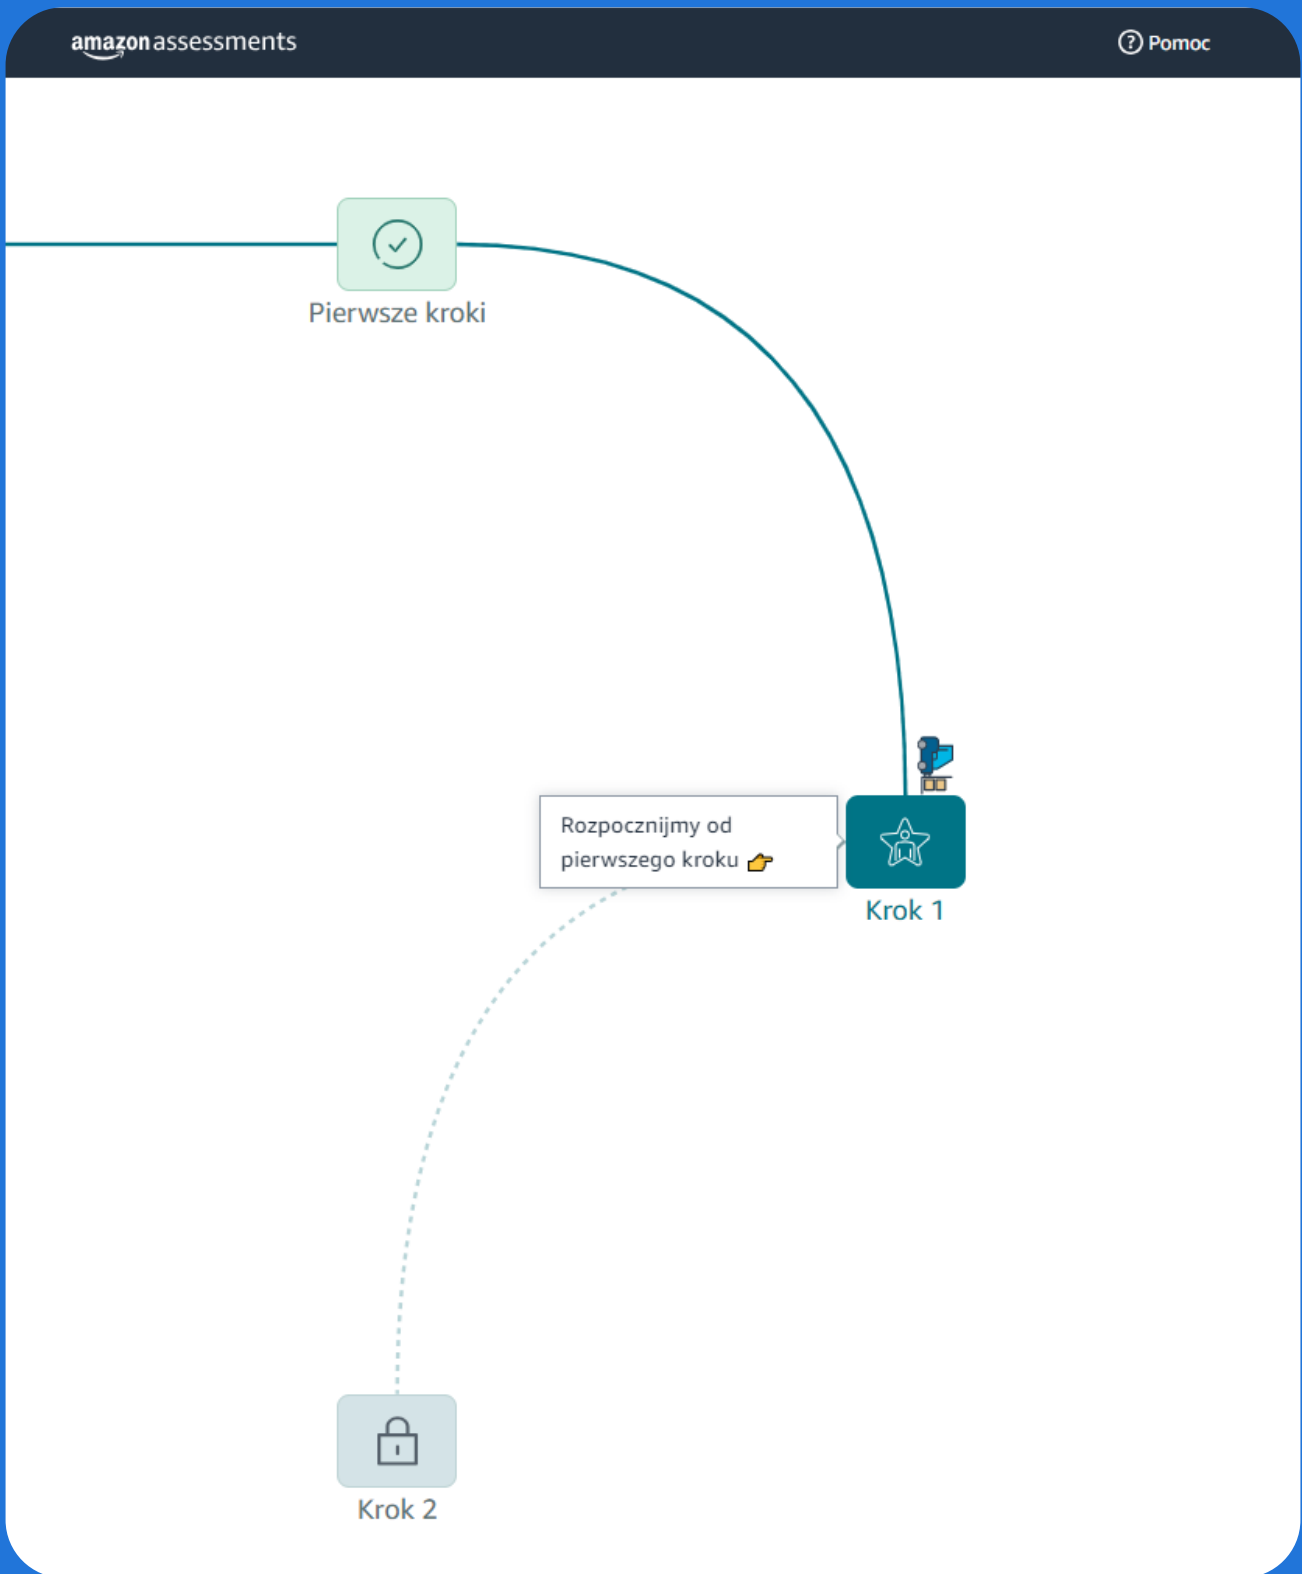 amazon assessments
Pomoc
Pierwsze kroki
Rozpocznijmy od
pierwszego kroku 👉
Krok 1
Krok 2